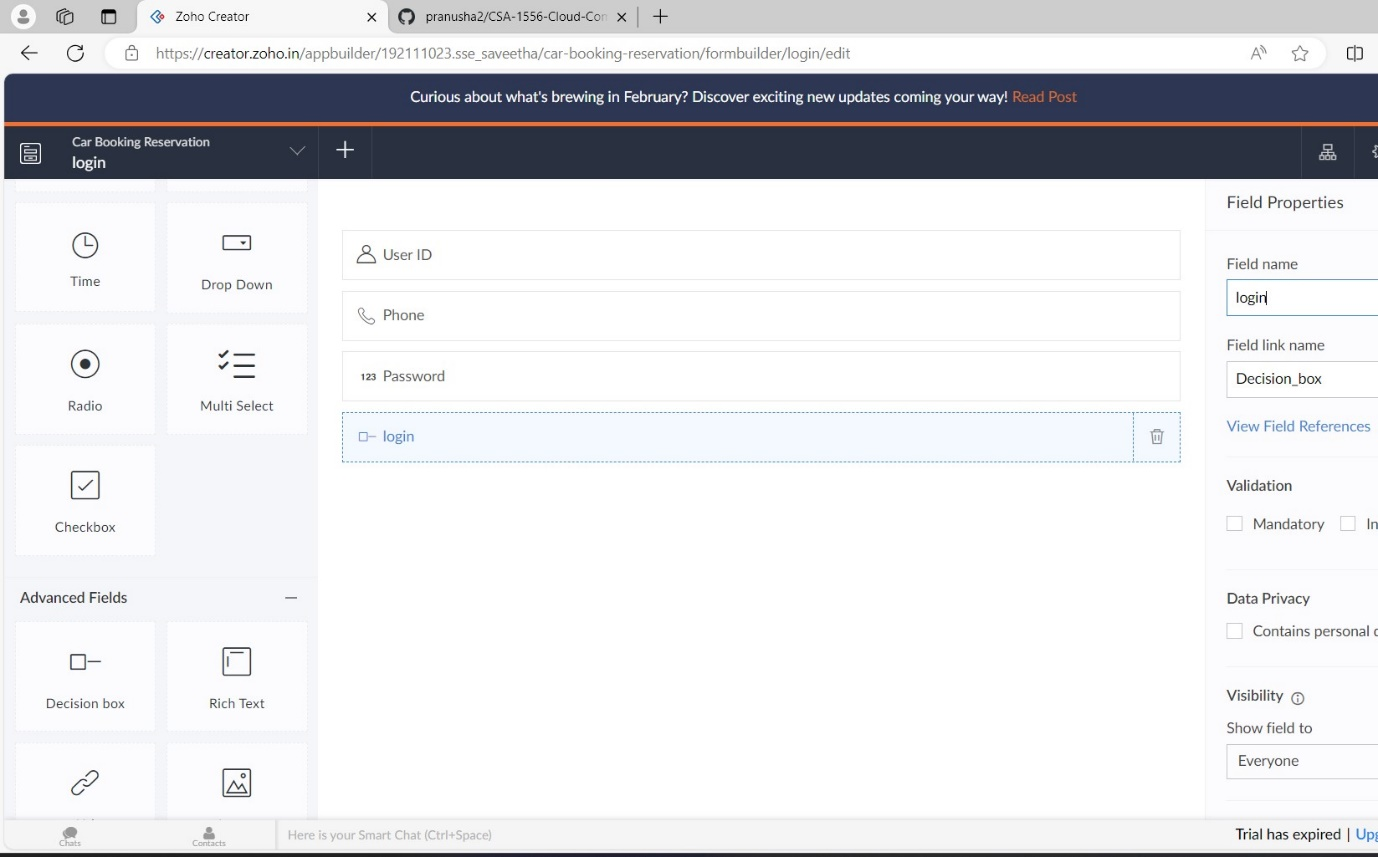 Zoho Creator
pranusha2/CSA-1556-Cloud-Con
https://creator.zoho.in/appbuilder/192111023.sse_saveetha/car-booking-reservation/formbuilder/login/edit
Curious about what's brewing in February? Discover exciting new updates coming your way! Read Post
Car Booking Reservation
login
Time
Drop Down
Radio
Multi Select
Checkbox
Advanced Fields
Decision box
Rich Text
User ID
Phone
123 Password
login
Field Properties
Field name
login
Field link name
Decision_box
View Field References
Validation
Mandatory
In
Data Privacy
Contains personal
Visibility
Show field to
Everyone
Chats
Contacts
Here is your Smart Chat (Ctrl+Space)
Trial has expired | Upg